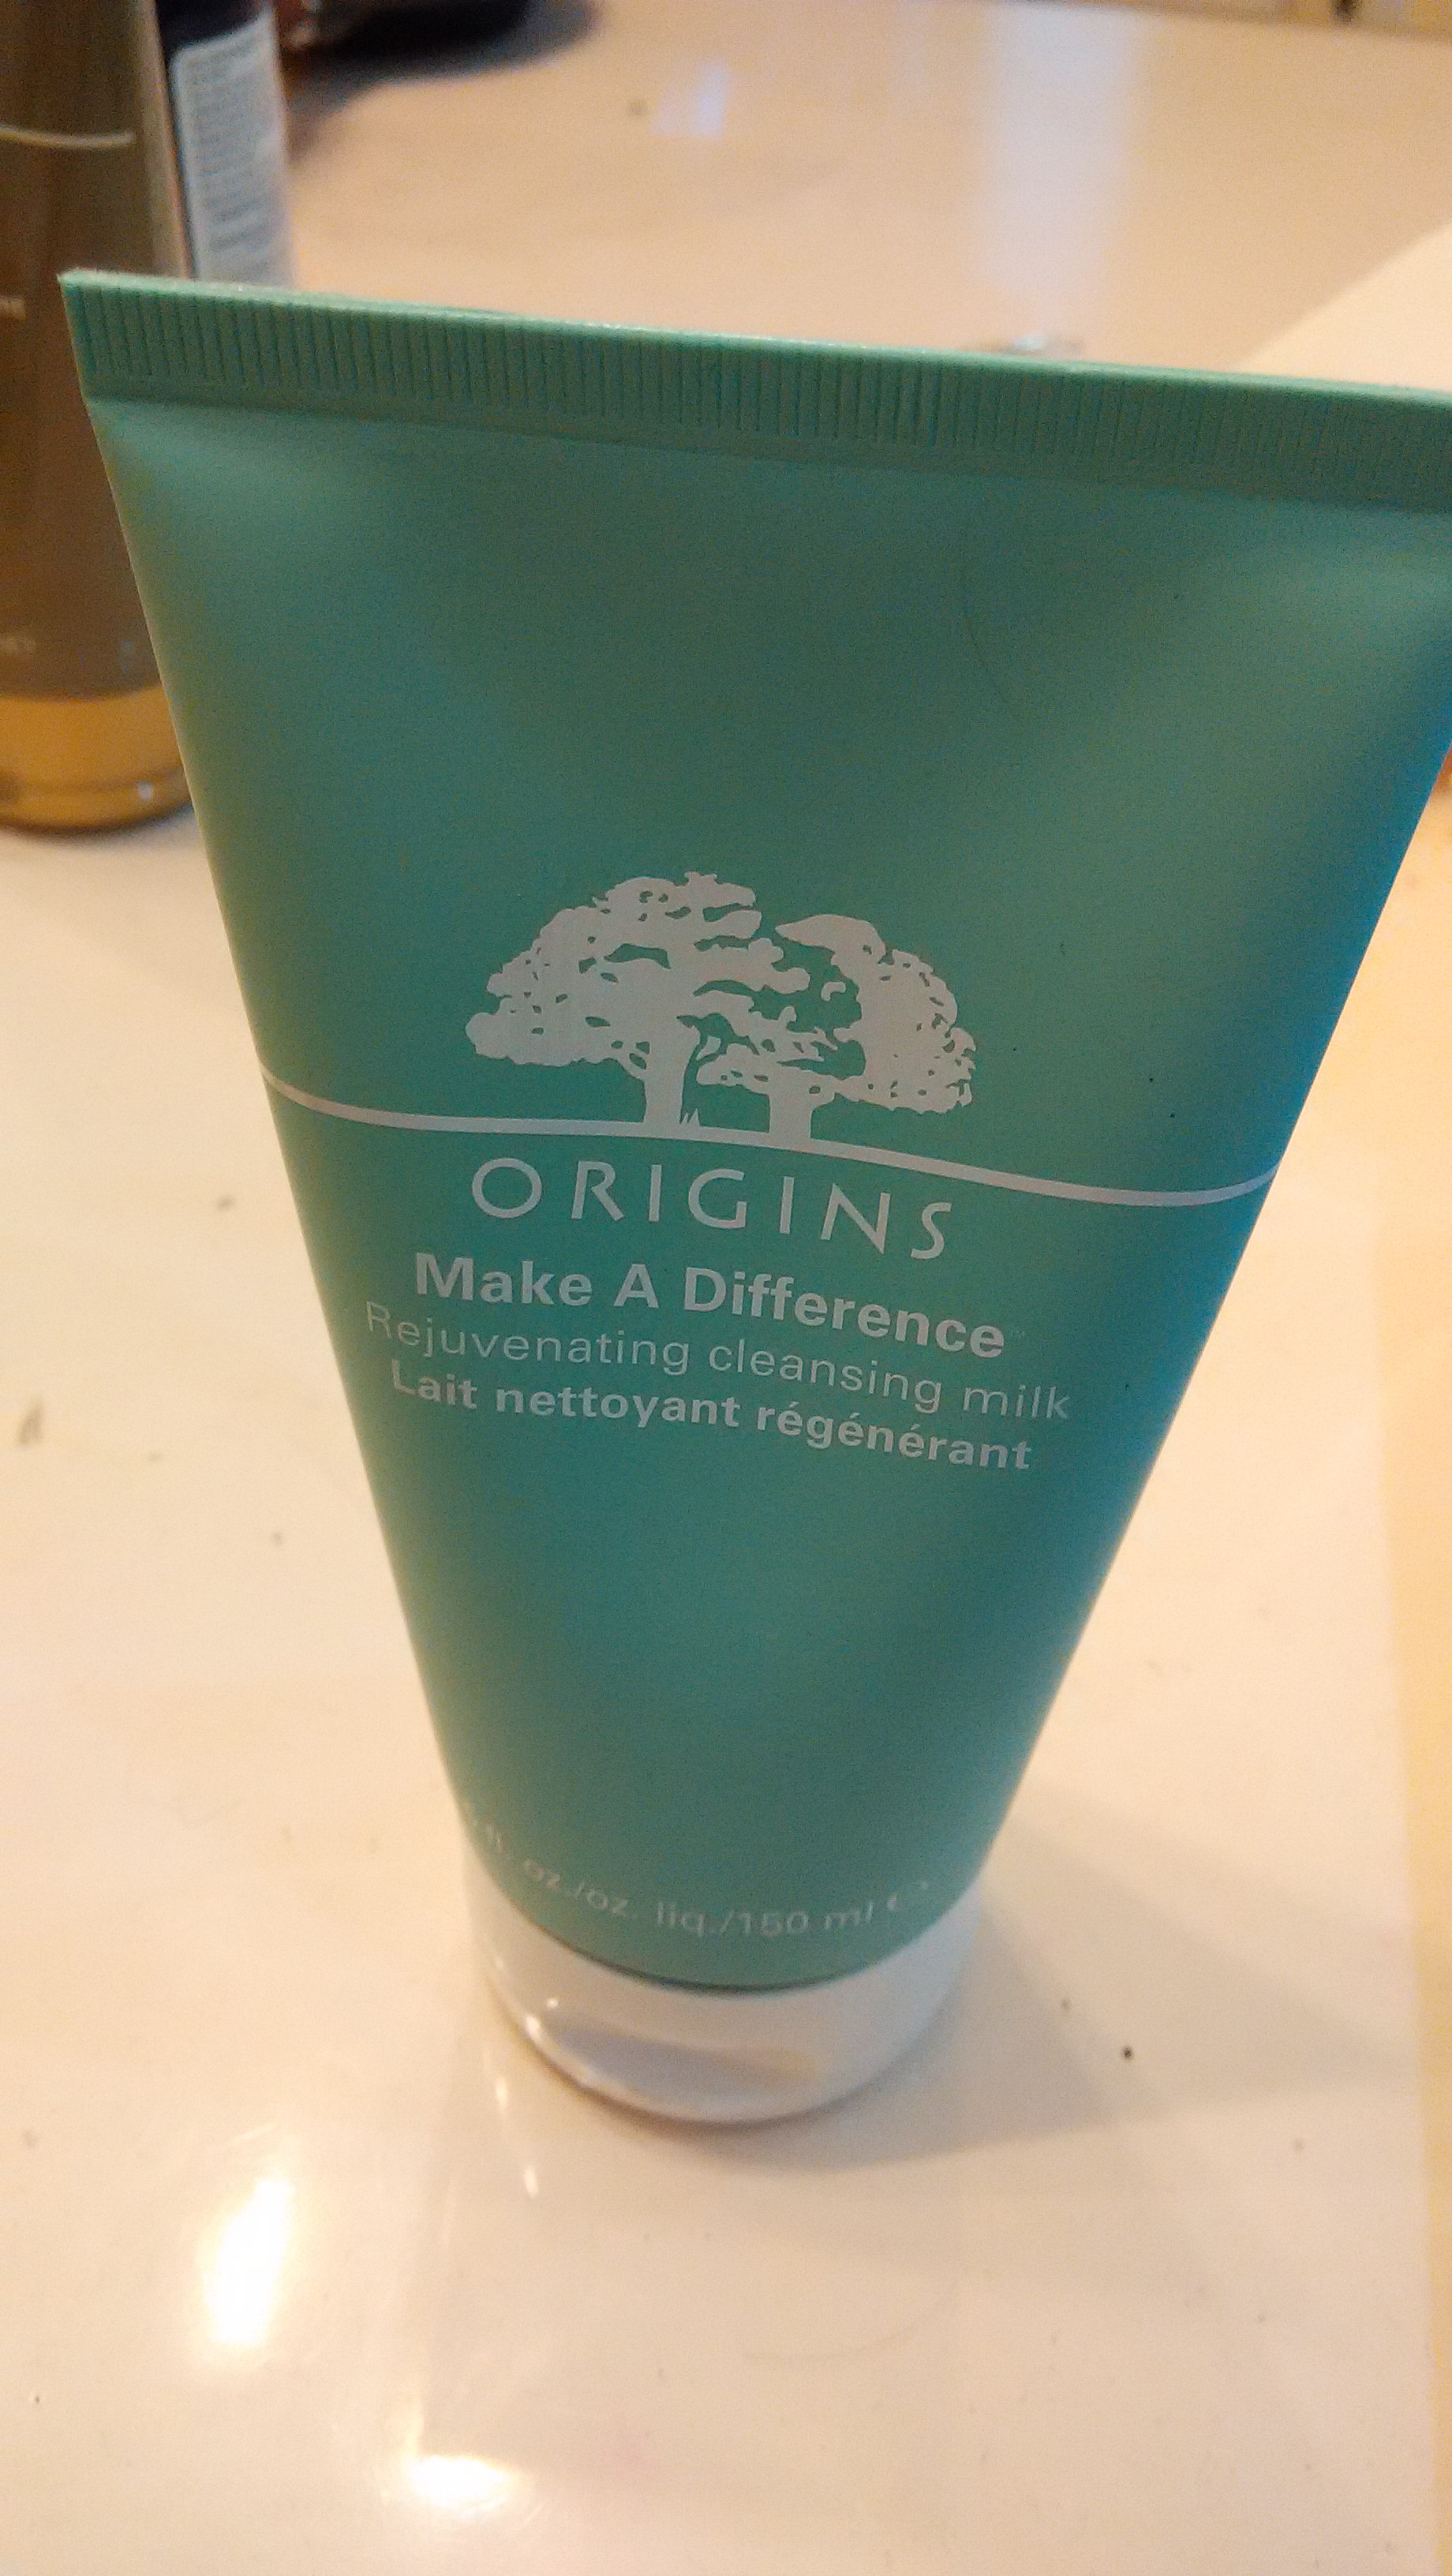 ORIGINS
Make A Difference
Rejuvenating cleansing milk
Lait nettoyant régénérant
fl. oz./oz. liq./150 ml e